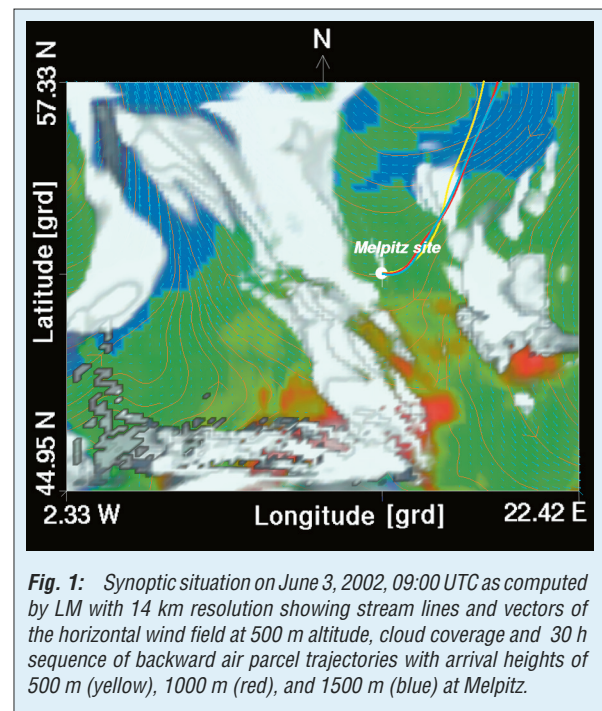 N
57.33 N
Latitude [grd]
Melpitz site
44.95 N
2.33 W
Longitude [grd]
22.42 E
Fig. 1: Synoptic situation on June 3, 2002, 09:00 UTC as computed
by LM with 14 km resolution showing stream lines and vectors of
the horizontal wind field at 500 m altitude, cloud coverage and 30 h
sequence of backward air parcel trajectories with arrival heights of
500 m (yellow), 1000 m (red), and 1500 m (blue) at Melpitz.